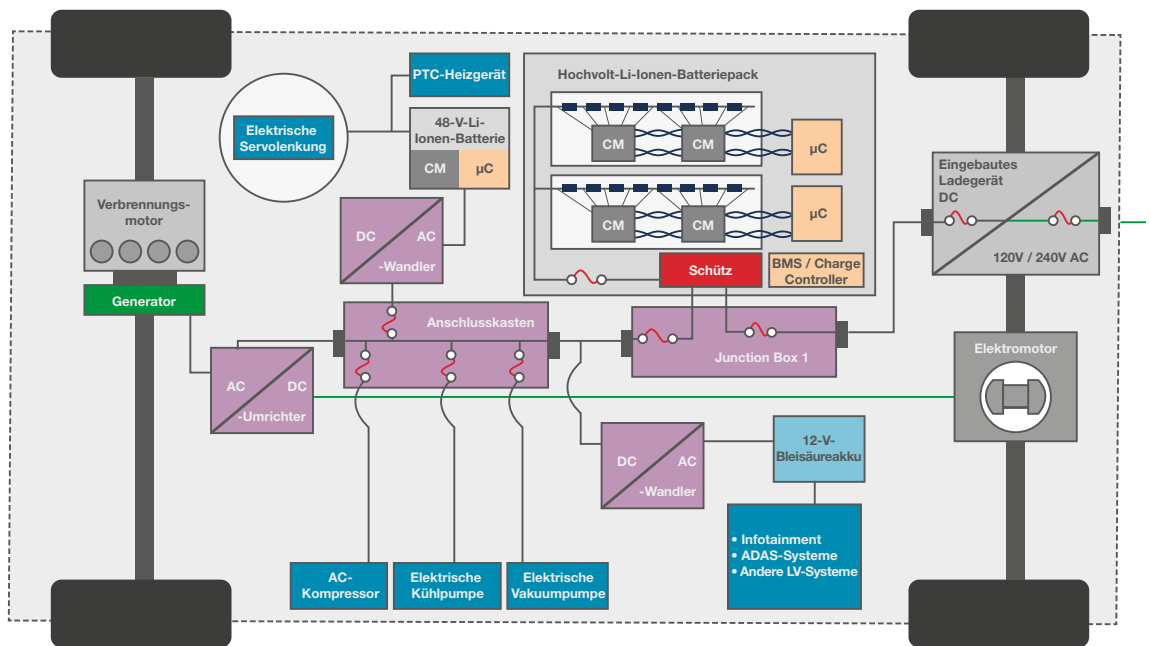 PTC-Heizgerät
Hochvolt-Li-Ionen-Batteriepack
Elektrische
Servolenkung
48-V-Li-
Ionen-Batterie
CM
µC
CM
CM
µC
CM
CM
µC
Schütz
BMS / Charge
Controller
Eingebautes
Ladegerät
DC
120V / 240V AC
Verbrennungs-
motor
Generator
DC
AC
-Wandler
Anschlusskasten
Junction Box 1
Elektromotor
AC
DC
-Umrichter
DC
AC
-Wandler
12-V-
Bleisäureakku
• Infotainment
• ADAS-Systeme
• Andere LV-Systeme
AC-
Kompressor
Elektrische
Kühlpumpe
Elektrische
Vakuumpumpe